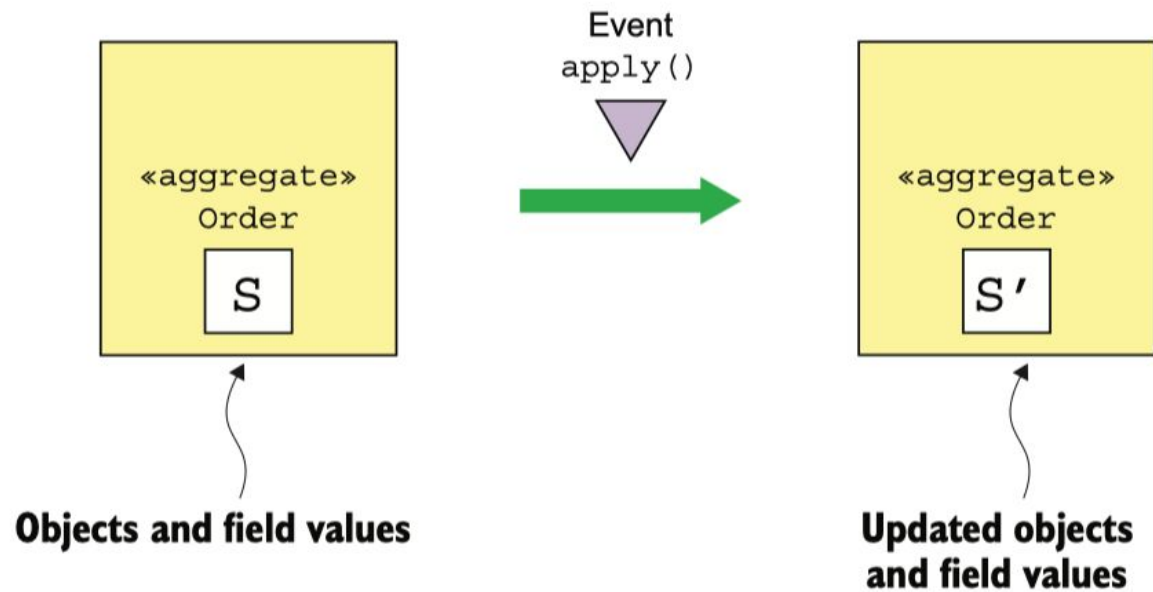 Event
apply()
«aggregate»
Order
S
«aggregate»
Order
S′
Objects and field values
Updated objects
and field values